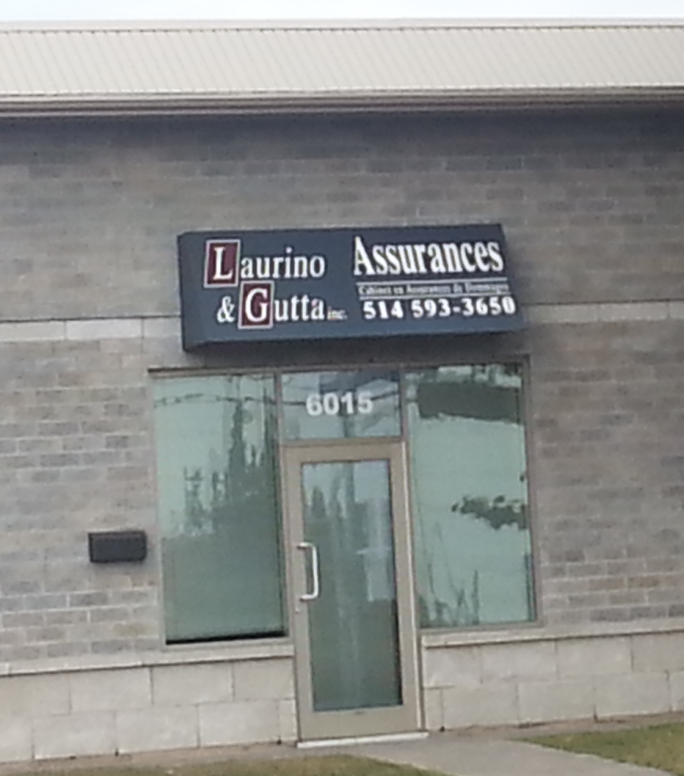 Laurino
& Gutta inc.
Assurances
Cabinet en Assurances de Dommages
514 593-3650
6015